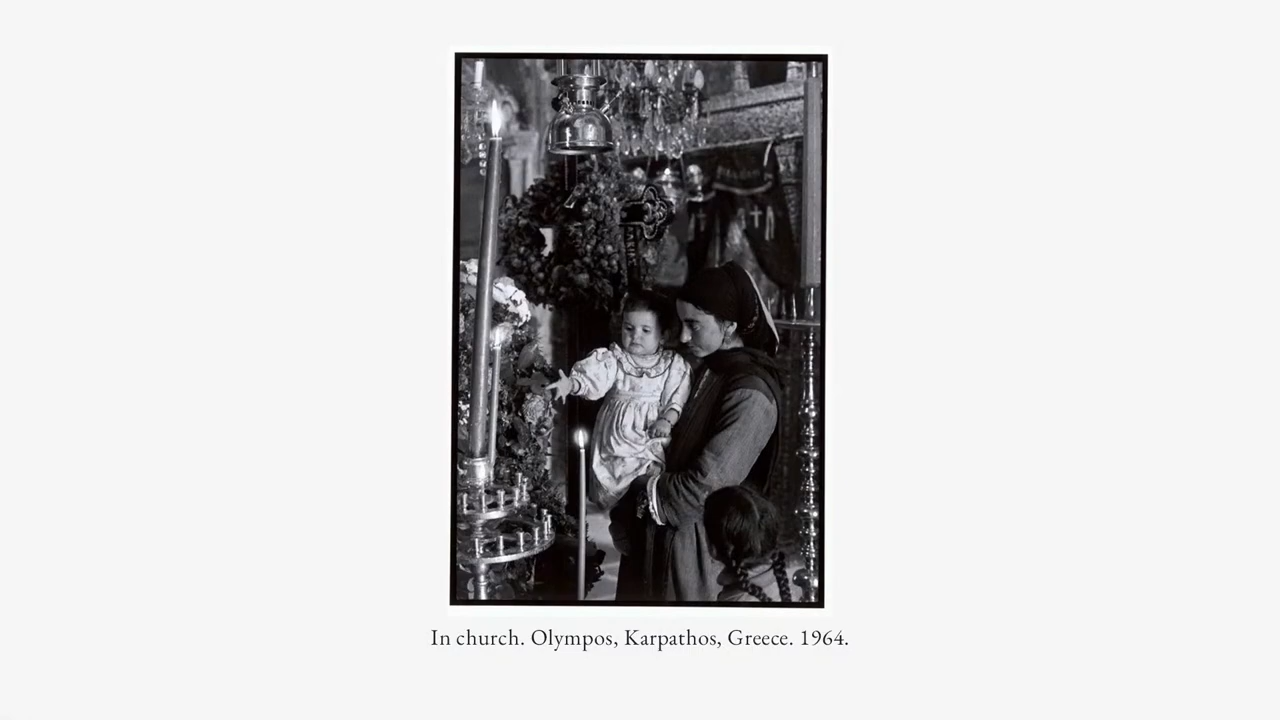 In church. Olympos, Karpathos, Greece. 1964.